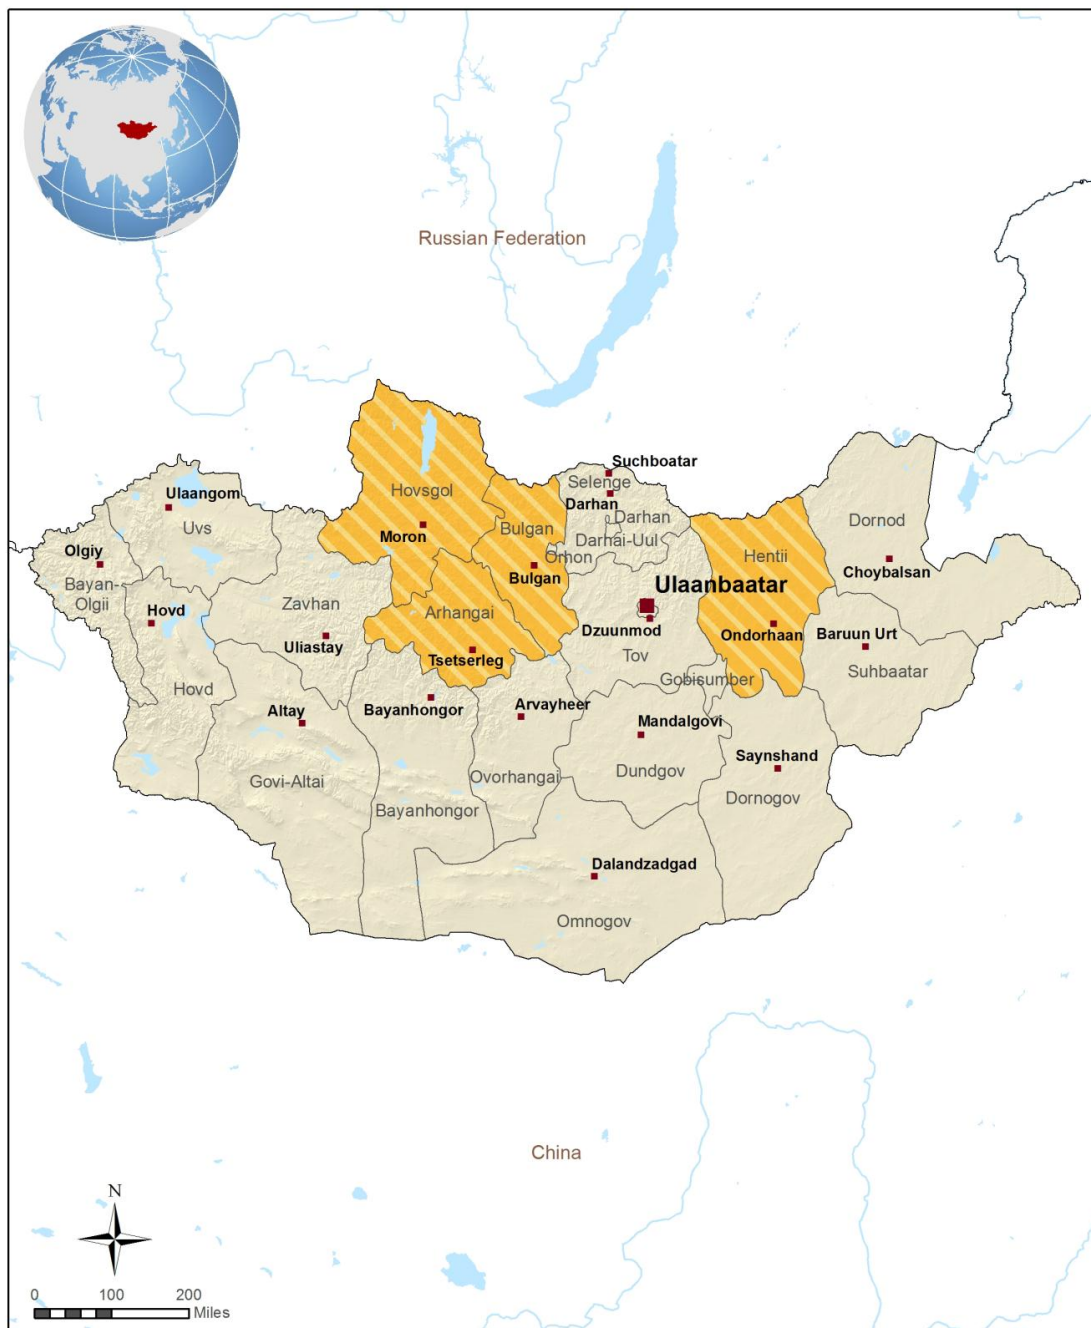 Russian Federation
Suchboatar
Selenge
Ulaangom
Hovsgol
Darhan
Uvs
Bulgan
Darhan
Dornod
Moron
Darhai-Uul
Olgiy
Orhon
Hentii
Choybalsan
Bayan-
Olgii
Bulgan
Ulaanbaatar
Hovd
Zavhan
Arhangai
Dzuunmod
Ondorhaan
Baruun Urt
Uliastay
Tsetserleg
Tov
Suhbaatar
Gobisumber
Hovd
Altay
Bayanhongor
Arvayheer
Mandalgovi
Saynshand
Govi-Altai
Ovorhangai
Dundgov
Dornogov
Bayanhongor
Dalandzadgad
Omnogov
China
N
0 100 200
Miles